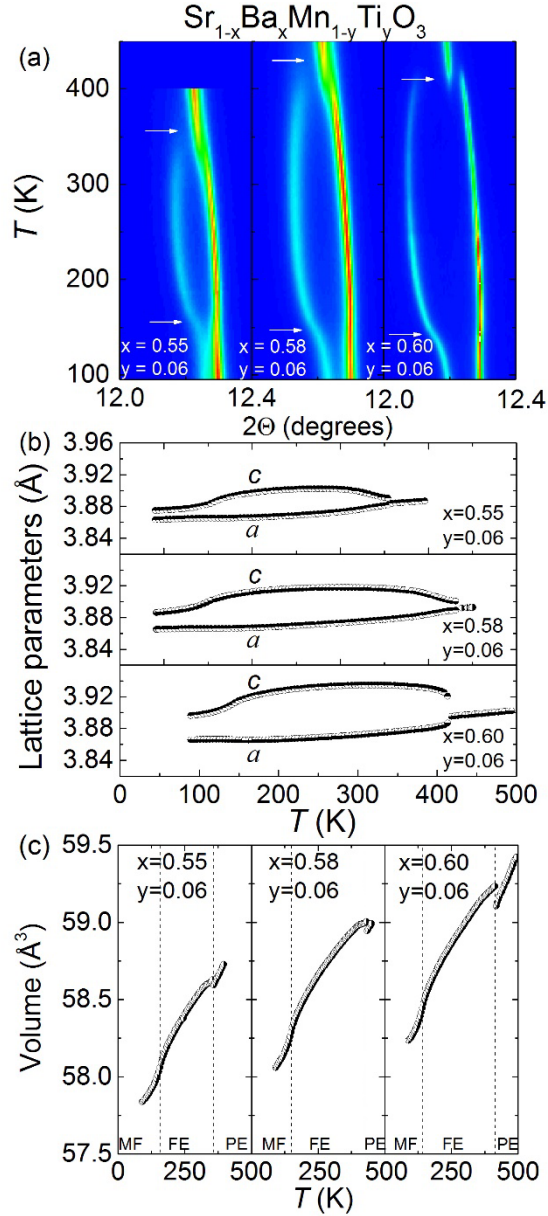 Sr1-xBaxMn1-yTiyO3
(a)
450
400
300
200
100
T (K)
x = 0.55
y = 0.06
x = 0.58
y = 0.06
x = 0.60
y = 0.06
12.0
12.4
12.0
12.4
2Θ (degrees)
(b)
Lattice parameters (Å)
3.96
3.92
3.88
3.84
c
a
x=0.55
y=0.06
3.92
3.88
3.84
c
a
x=0.58
y=0.06
3.92
3.88
3.84
c
a
x=0.60
y=0.06
0
100
200
300
400
500
T (K)
(c)
Volume (Å3)
59.5
59.0
58.5
58.0
57.5
x=0.55
y=0.06
x=0.58
y=0.06
x=0.60
y=0.06
MF
FE
PE
MF
FE
PE
MF
FE
PE
0
250
500
250
500
250
500
T (K)